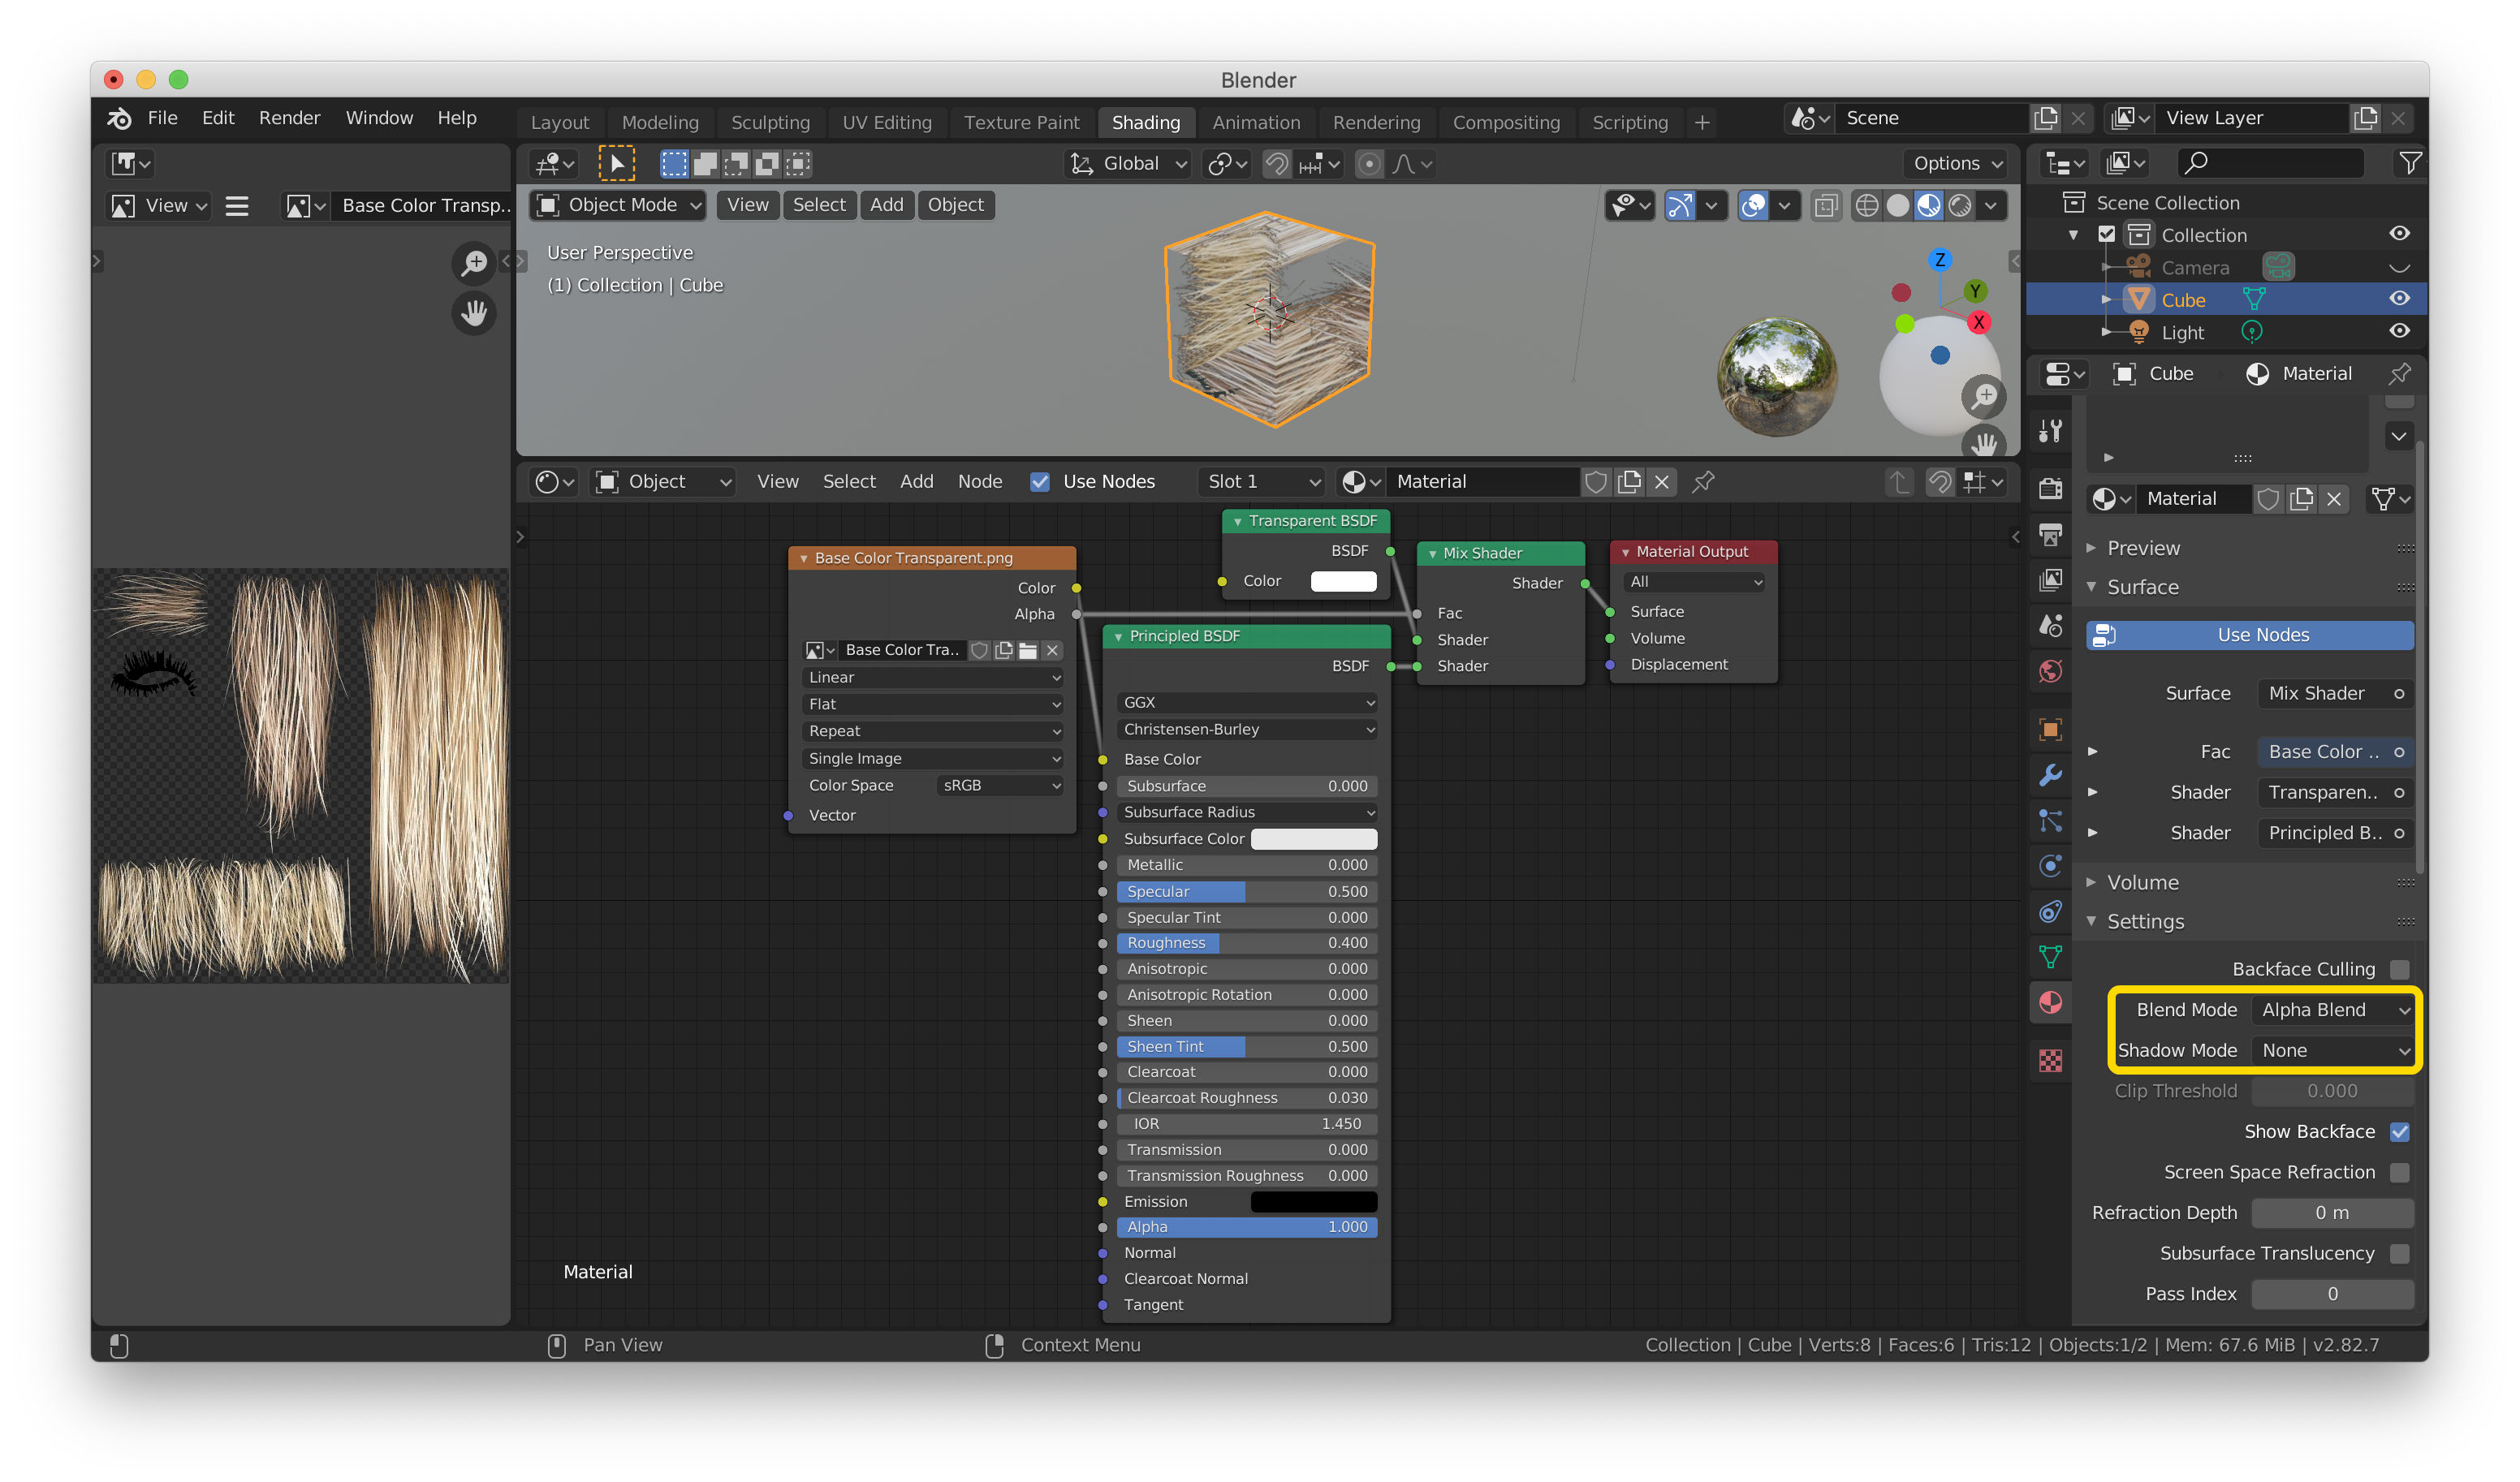 Blender
File Edit Render Window Help
Layout Modeling Sculpting UV Editing Texture Paint Shading Animation Rendering Compositing Scripting +
Scene
View Layer
Global
Options
View
Base Color Transp..
Object Mode View Select Add Object
User Perspective
(1) Collection | Cube
Z
Y
X
Scene Collection
Collection
Camera
Cube
Light
Cube Material
Object View Select Add Node Use Nodes Slot 1 Material
Base Color Transparent.png
Color
Alpha
Base Color Tra..
Linear
Flat
Repeat
Single Image
Color Space sRGB
Vector
Transparent BSDF
BSDF
Color
Mix Shader
Shader
Fac
Shader
Shader
Material Output
All
Surface
Volume
Displacement
Principled BSDF
BSDF
GGX
Christensen-Burley
Base Color
Subsurface 0.000
Subsurface Radius
Subsurface Color
Metallic 0.000
Specular 0.500
Specular Tint 0.000
Roughness 0.400
Anisotropic 0.000
Anisotropic Rotation 0.000
Sheen 0.000
Sheen Tint 0.500
Clearcoat 0.000
Clearcoat Roughness 0.030
IOR 1.450
Transmission 0.000
Transmission Roughness 0.000
Emission
Alpha 1.000
Normal
Clearcoat Normal
Tangent
Material
Material
Preview
Surface
Use Nodes
Surface Mix Shader
Fac Base Color ..
Shader Transparen..
Shader Principled B..
Volume
Settings
Backface Culling
Blend Mode Alpha Blend
Shadow Mode None
Clip Threshold 0.000
Show Backface
Screen Space Refraction
Refraction Depth 0 m
Subsurface Translucency
Pass Index 0
Pan View
Context Menu
Collection | Cube | Verts:8 | Faces:6 | Tris:12 | Objects:1/2 | Mem: 67.6 MiB | v2.82.7